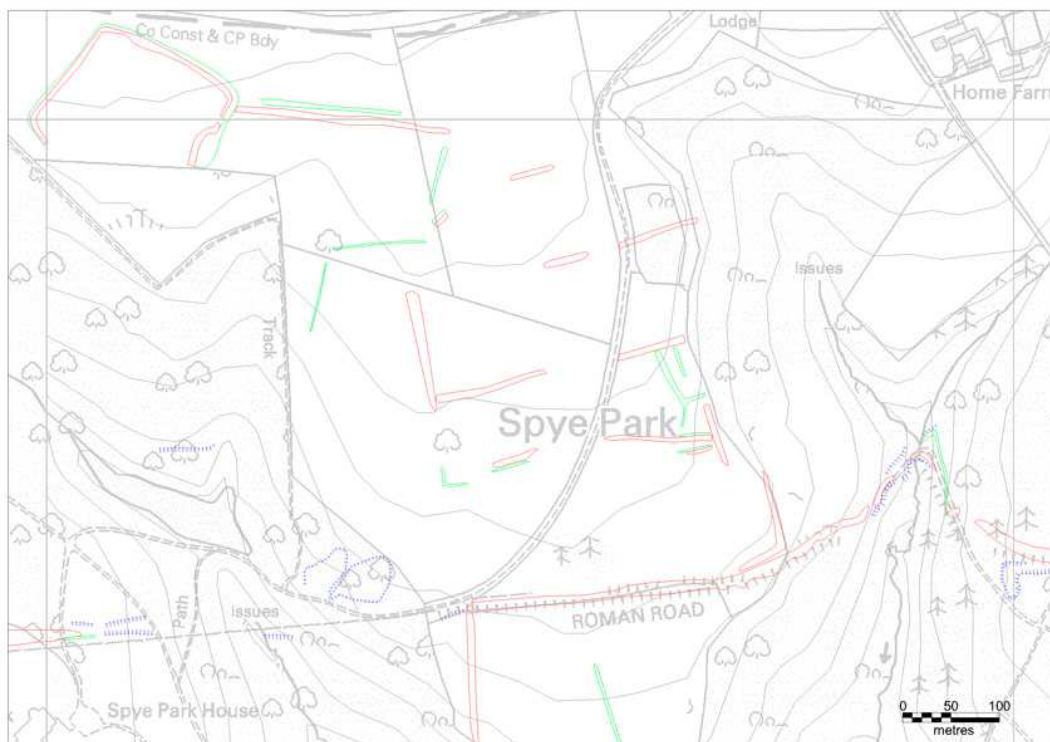 Co Const & CP Bdy
Lodge
Home Farm
Issues
Track
Spye Park
ROMAN ROAD
Path
Issues
Spye Park House
0 50 100
metres